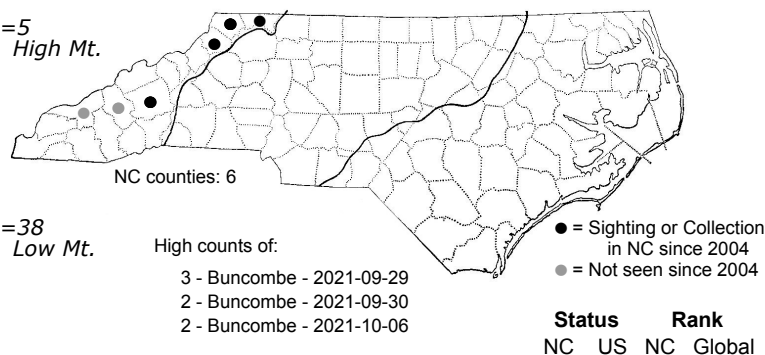 =5
High Mt.
NC counties: 6
=38
Low Mt.
High counts of:
3 - Buncombe - 2021-09-29
2 - Buncombe - 2021-09-30
2 - Buncombe - 2021-10-06
● = Sighting or Collection
in NC since 2004
● = Not seen since 2004
Status Rank
NC US NC Global